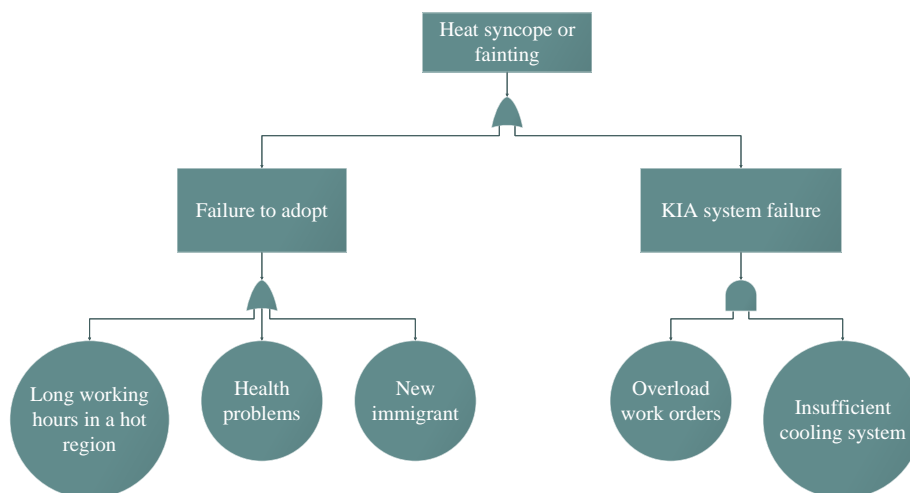 Heat syncope or
fainting
Failure to adopt
KIA system failure
Long working
hours in a hot
region
Health
problems
New
immigrant
Overload
work orders
Insufficient
cooling system